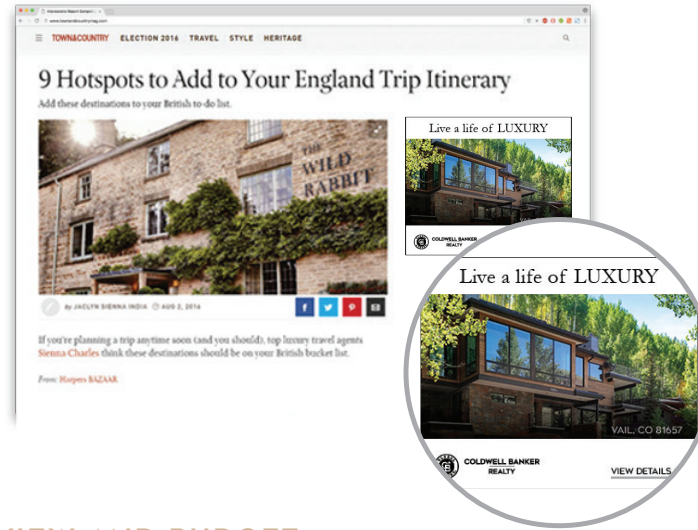 www.townandcountrymag.com
TOWN&COUNTRY ELECTION 2016 TRAVEL STYLE HERITAGE
9 Hotspots to Add to Your England Trip Itinerary
Add these destinations to your British to-do list.
THE
WILD
RABBIT
By JACLYN SIENNA INDIA AUG 2, 2016
If you're planning a trip anytime soon (and you should), top luxury travel agents
Sienna Charles think these destinations should be on your British bucket list.
From: Harpers BAZAAR
Live a life of LUXURY
VAIL
COLDWELL BANKER
REALTY
Live a life of LUXURY
VAIL, CO 81657
COLDWELL BANKER
REALTY
VIEW DETAILS